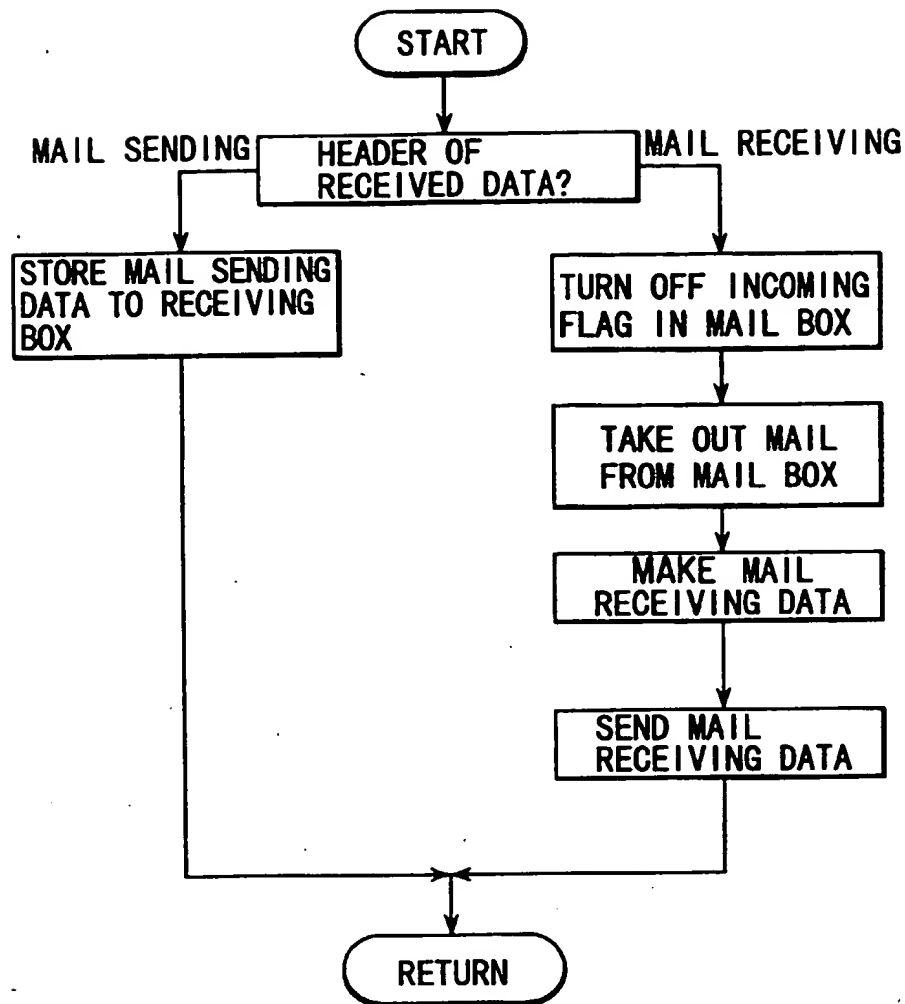 START
MAIL SENDING
HEADER OF
RECEIVED DATA?
MAIL RECEIVING
STORE MAIL SENDING
DATA TO RECEIVING
BOX
TURN OFF INCOMING
FLAG IN MAIL BOX
TAKE OUT MAIL
FROM MAIL BOX
MAKE MAIL
RECEIVING DATA
SEND MAIL
RECEIVING DATA
RETURN